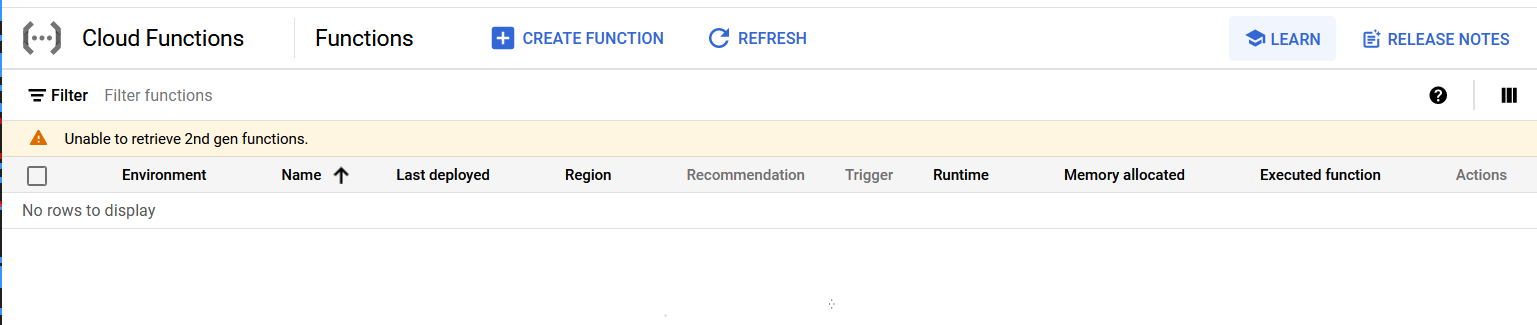 Cloud Functions Functions CREATE FUNCTION REFRESH LEARN RELEASE NOTES
Filter Filter functions
Unable to retrieve 2nd gen functions.
Environment Name Last deployed Region Recommendation Trigger Runtime Memory allocated Executed function Actions
No rows to display